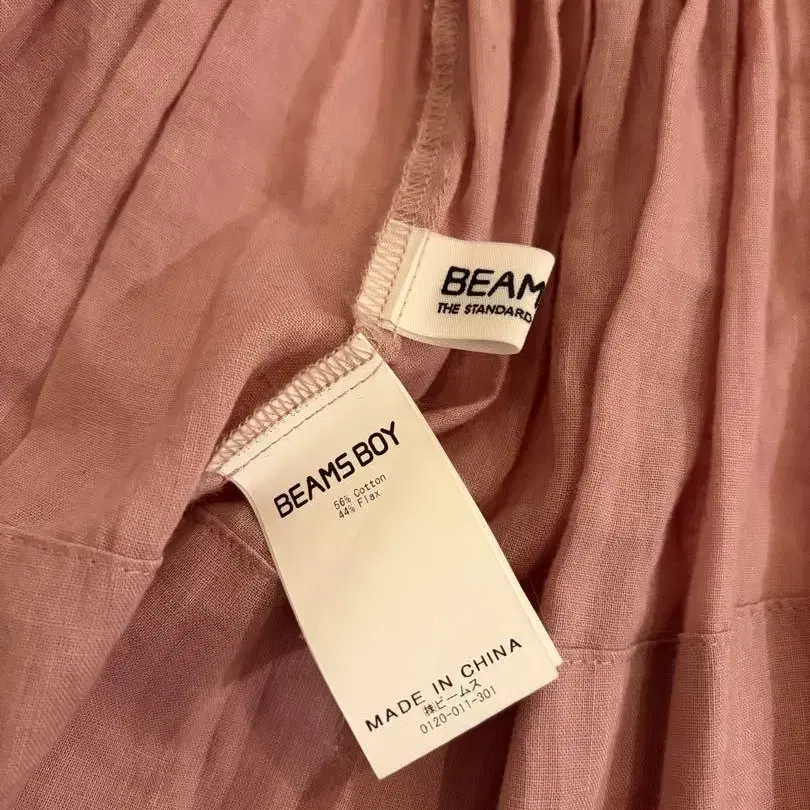 BEAM
THE STANDARD
BEAMS BOY
56% Cotton
44% Flax
MADE IN CHINA
㈱ビームス
0120-011-301